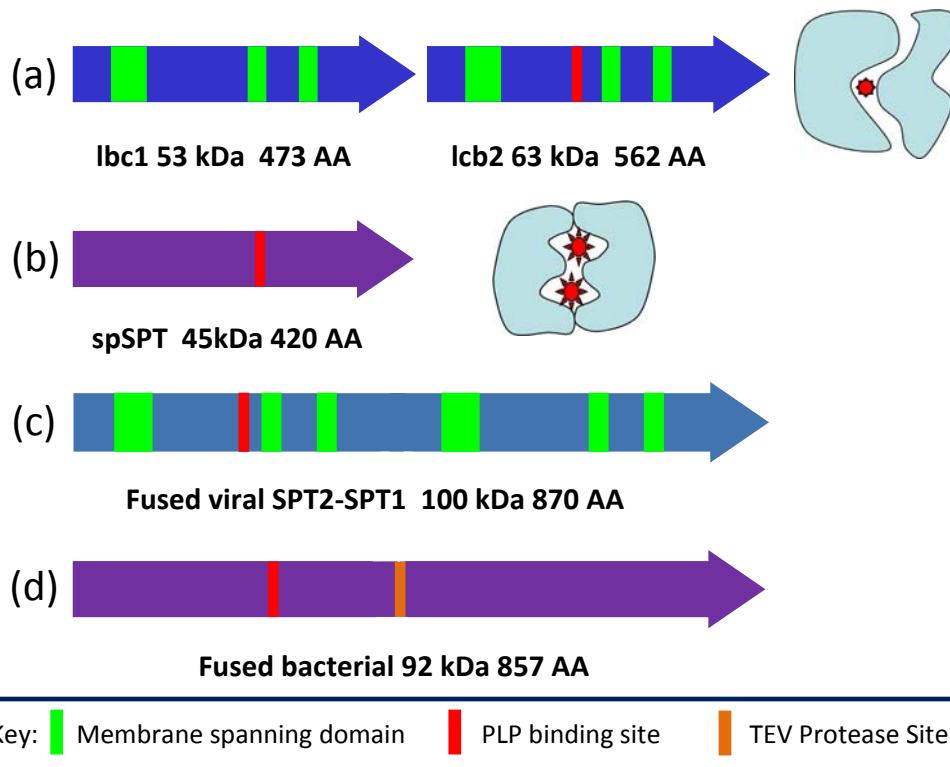 (a)
lbc1 53 kDa 473 AA
lcb2 63 kDa 562 AA
(b)
spSPT 45kDa 420 AA
(c)
Fused viral SPT2-SPT1 100 kDa 870 AA
(d)
Fused bacterial 92 kDa 857 AA
Key: Membrane spanning domain PLP binding site TEV Protease Site